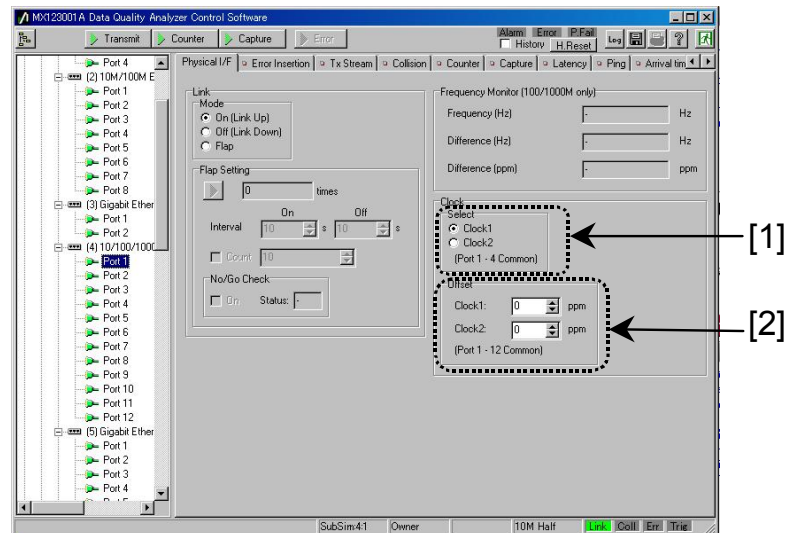 MX123001A Data Quality Analyzer Control Software
Transmit Counter Capture Error
Alarm Error P.Fail
History H.Reset Log
Physical I/F Error Insertion Tx Stream Collision Counter Capture Latency Ping Arrival tim
Port 4
(2) 10M/100M E
Port 1
Port 2
Port 3
Port 4
Port 5
Port 6
Port 7
Port 8
(3) Gigabit Ether
Port 1
Port 2
(4) 10/100/100
Port 1
Port 2
Port 3
Port 4
Port 5
Port 6
Port 7
Port 8
Port 9
Port 10
Port 11
Port 12
(5) Gigabit Ether
Port 1
Port 2
Port 3
Port 4
Link
Mode
On (Link Up)
Off (Link Down)
Flap
Flap Setting
0 times
On Off
Interval 10 s 10 s
Count 10
No/Go Check
On Status: -
Frequency Monitor (100/1000M only)
Frequency (Hz) - Hz
Difference (Hz) - Hz
Difference (ppm) - ppm
Clock
Select
Clock1
Clock2
(Port 1 - 4 Common)
[1]
Offset
Clock1: 0 ppm
Clock2: 0 ppm
(Port 1 - 12 Common)
[2]
SubSim:4:1 Owner 10M Half Link Coll Err Trig